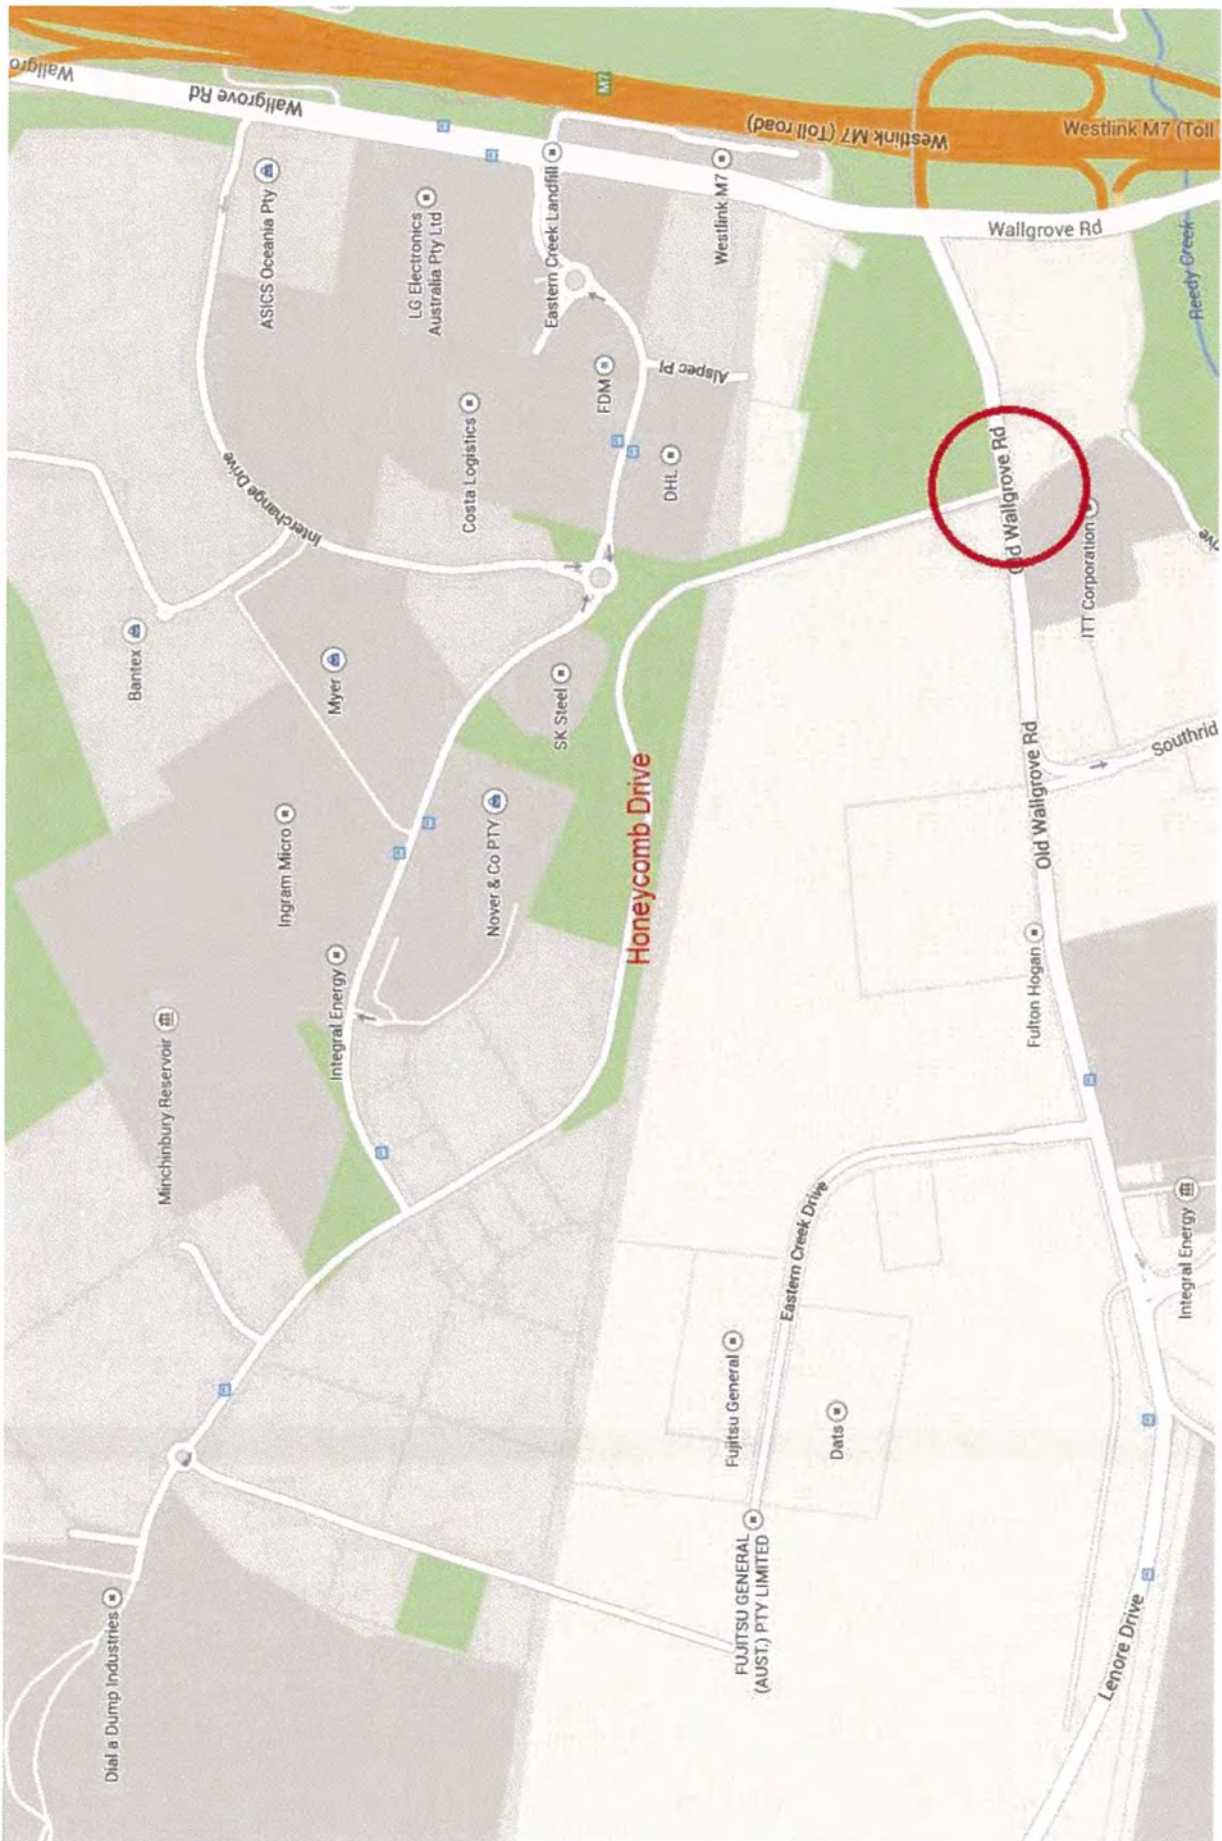 Dial a Dump Industries
Minchinbury Reservoir
Bantex
Wallgro
Wallgrove Rd
ASICS Oceania Pty
Interchange Drive
Ingram Micro
Myer
Integral Energy
LG Electronics
Australia Pty Ltd
Costa Logistics
Nover & Co PTY
SK Steel
Eastern Creek Landfill
FDM
M7
Honeycomb Drive
DHL
Alspec Pl
Westlink M7
Westlink M7 (Toll road)
Fujitsu General
FUJITSU GENERAL
(AUST.) PTY LIMITED
Eastern Creek Drive
Dats
Old Wallgrove Rd
Old Wallgrove Rd
Fulton Hogan
Wallgrove Rd
Westlink M7 (Toll
ITT Corporation
Lenore Drive
Integral Energy
Southrid
Reedy Creek